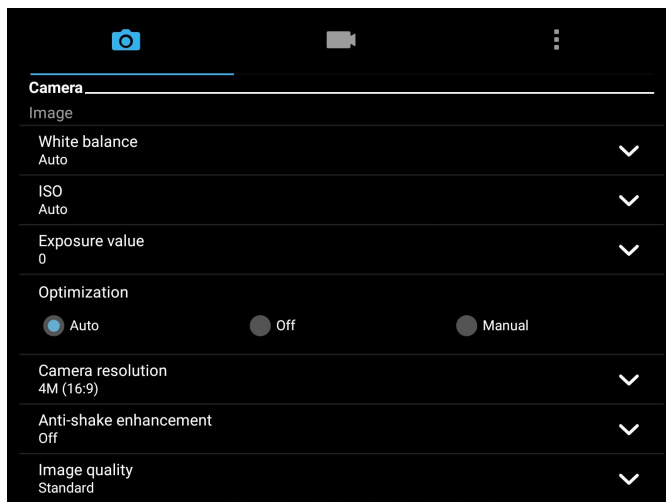 Camera
Image
White balance
Auto
ISO
Auto
Exposure value
0
Optimization
Auto Off Manual
Camera resolution
4M (16:9)
Anti-shake enhancement
Off
Image quality
Standard